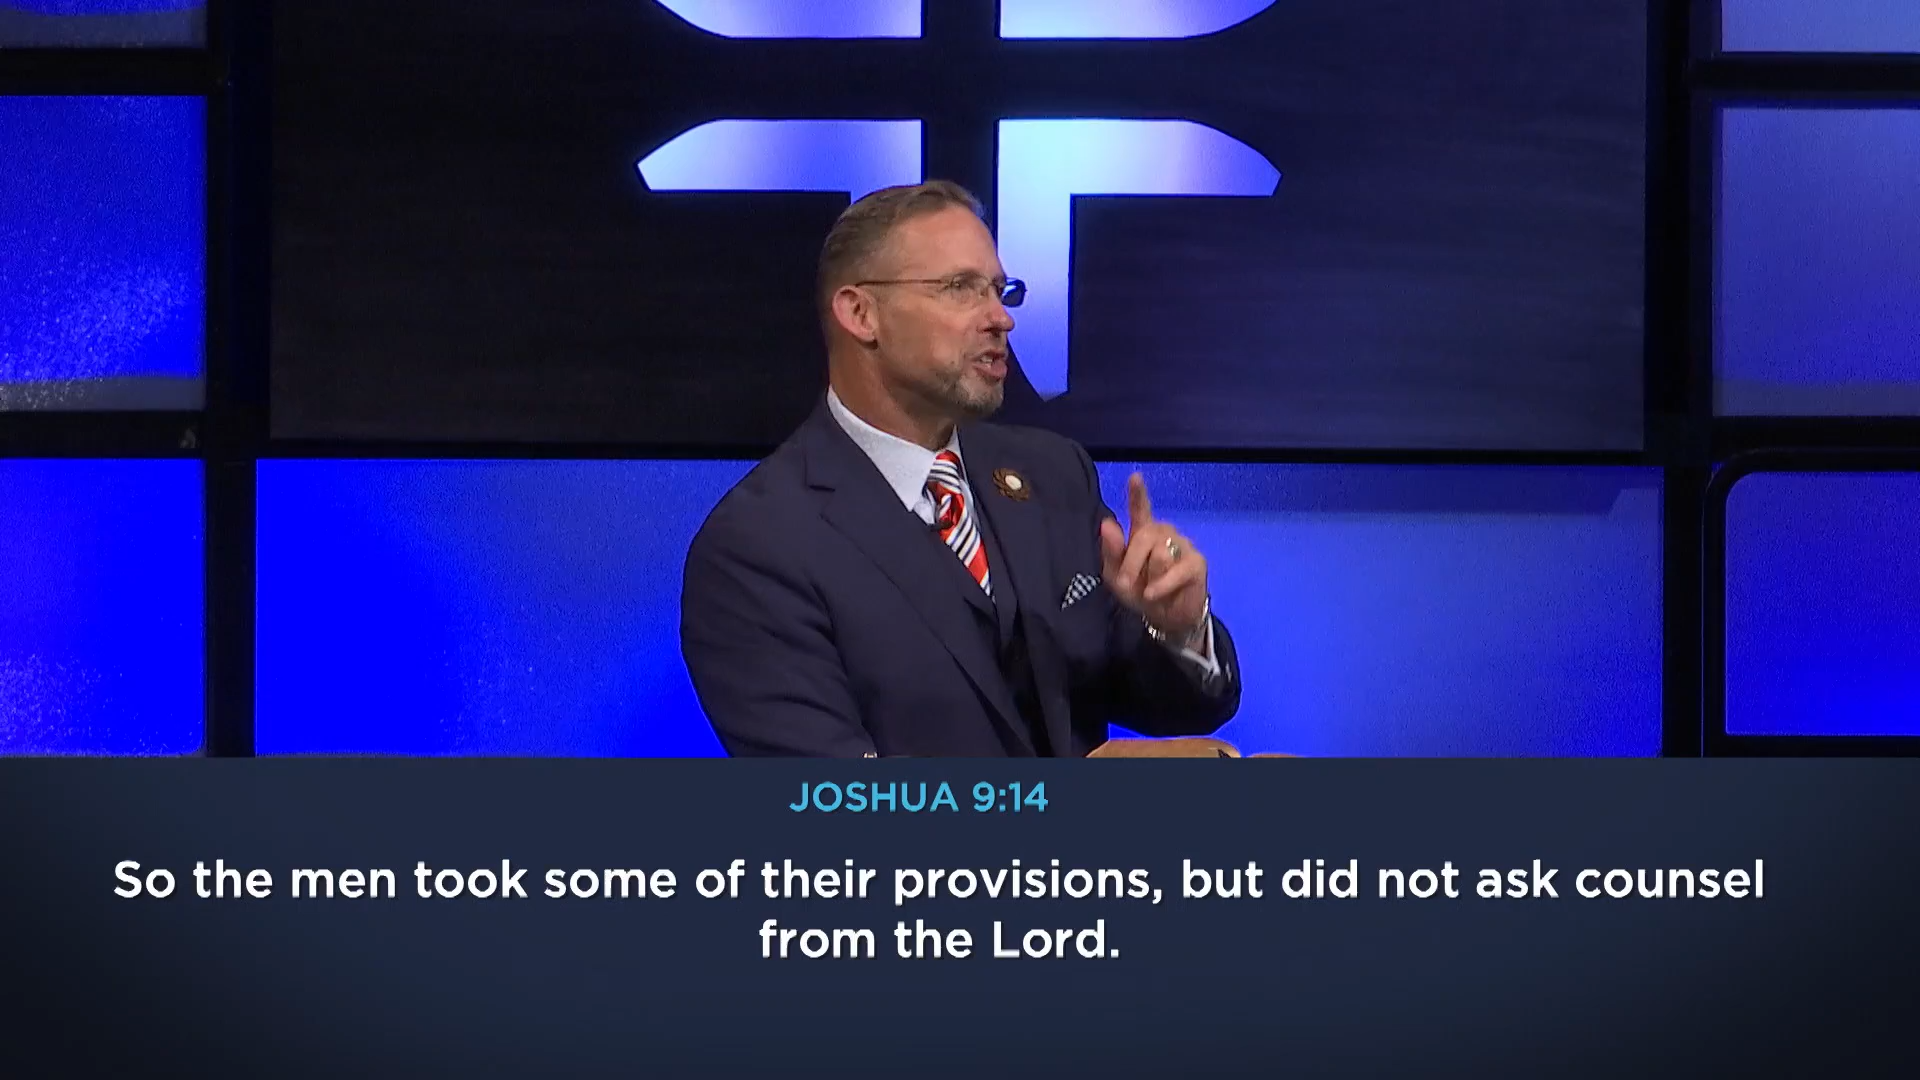 JOSHUA 9:14
So the men took some of their provisions, but did not ask counsel
from the Lord.